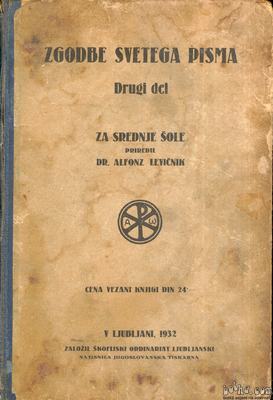 ZGODBE SVETEGA PISMA
Drugi del
ZA SREDNJE ŠOLE
PRIREDIL
DR. ALFONZ LEVIČNIK
CENA VEZANI KNJIGI DIN 24·
V LJUBLJANI, 1932
ZALOŽIL ŠKOFIJSKI ORDINARIAT LJUBLJANSKI
NATISNILA JUGOSLOVANSKA TISKARNA